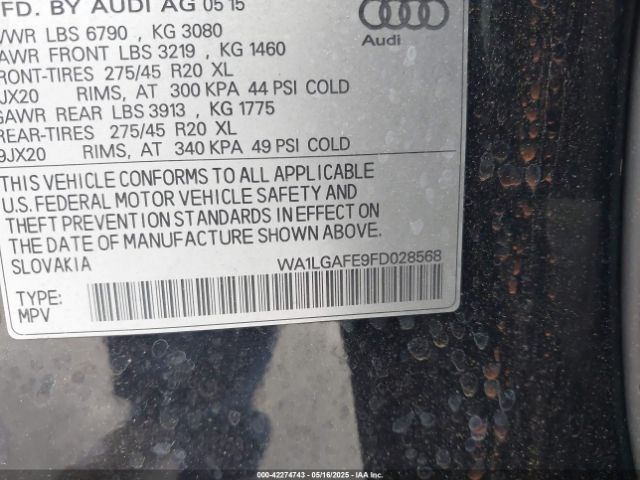 MFD. BY AUDI AG 05 15
GVWR LBS 6790 , KG 3080
GAWR FRONT LBS 3219 , KG 1460
FRONT-TIRES 275/45 R20 XL
9JX20 RIMS, AT 300 KPA 44 PSI COLD
GAWR REAR LBS 3913 , KG 1775
REAR-TIRES 275/45 R20 XL
9JX20 RIMS, AT 340 KPA 49 PSI COLD
THIS VEHICLE CONFORMS TO ALL APPLICABLE
U.S. FEDERAL MOTOR VEHICLE SAFETY AND
THEFT PREVENTION STANDARDS IN EFFECT ON
THE DATE OF MANUFACTURE SHOWN ABOVE.
SLOVAKIA WA1LGAFE9FD028568
TYPE:
MPV
Audi
000-42274743 - 05/16/2025 - IAA Inc.